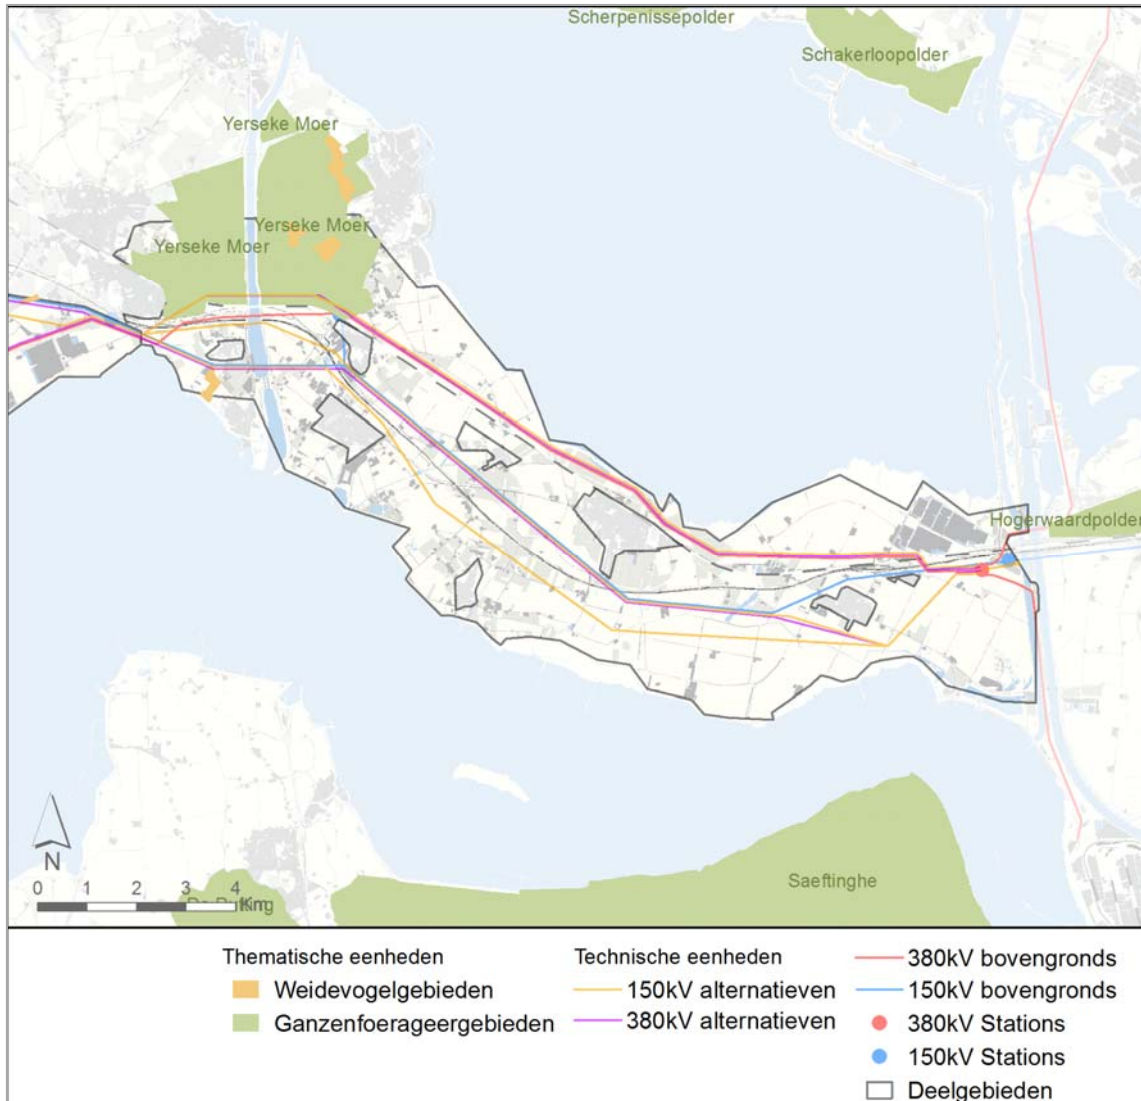 Scherpenissepolder
Schakerloopolder
Yerseke Moer
Yerseke Moer
Yerseke Moer
Hogerwaardpolder
Saeftinghe
N
0 1 2 3 4
Km
Thematische eenheden
Weidevogelgebieden
Ganzenfoerageergebieden
Technische eenheden
150kV alternatieven
380kV alternatieven
380kV bovengronds
150kV bovengronds
380kV Stations
150kV Stations
Deelgebieden